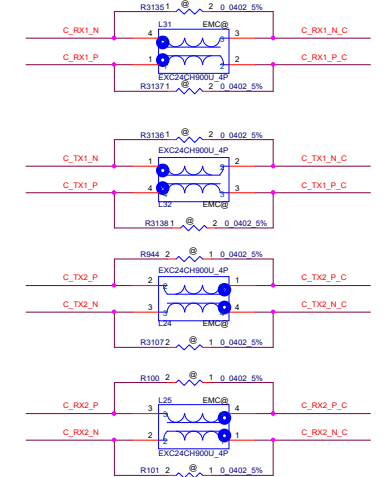 R3135 1 @ 2 0_0402_5%
L31 EMC@
C_RX1_N 4 3 C_RX1_N_C
C_RX1_P 1 2 C_RX1_P_C
EXC24CH900U_4P
R3137 1 @ 2 0_0402_5%
R3136 1 @ 2 0_0402_5%
EXC24CH900U_4P
C_TX1_N 1 2 C_TX1_N_C
C_TX1_P 4 3 C_TX1_P_C
L32 EMC@
R3138 1 @ 2 0_0402_5%
R944 2 @ 1 0_0402_5%
EXC24CH900U_4P
C_TX2_P 2 1 C_TX2_P_C
C_TX2_N 3 4 C_TX2_N_C
L24 EMC@
R3107 2 @ 1 0_0402_5%
R100 2 @ 1 0_0402_5%
L25 EMC@
C_RX2_P 3 4 C_RX2_P_C
C_RX2_N 2 1 C_RX2_N_C
EXC24CH900U_4P
R101 2 @ 1 0_0402_5%